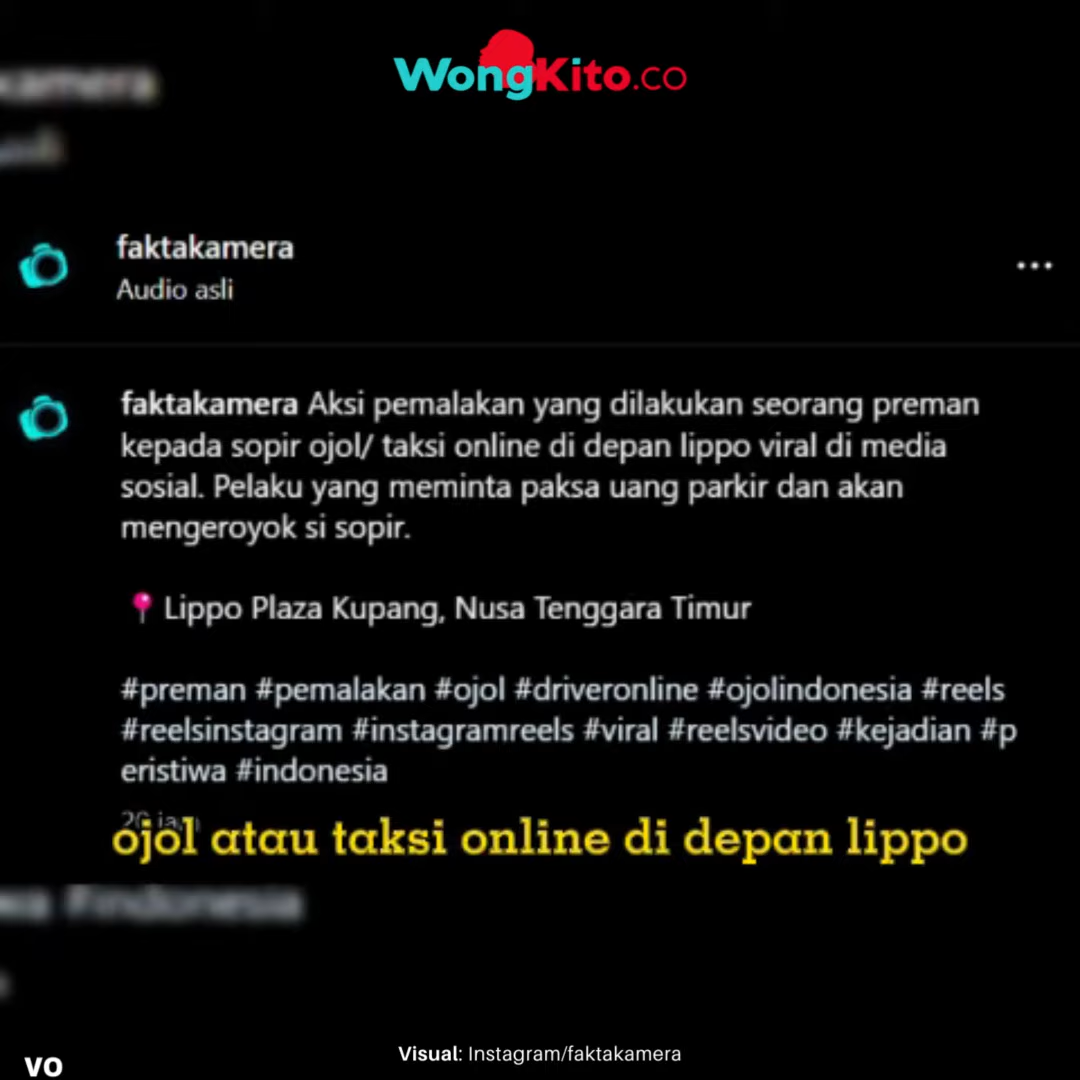 WongKito.co
kamera
faktakamera
Audio asli
faktakamera Aksi pemalakan yang dilakukan seorang preman
kepada sopir ojol/ taksi online di depan lippo viral di media
sosial. Pelaku yang meminta paksa uang parkir dan akan
mengeroyok si sopir.
📍 Lippo Plaza Kupang, Nusa Tenggara Timur
#preman #pemalakan #ojol #driveronline #ojolindonesia #reels
#reelsinstagram #instagramreels #viral #reelsvideo #kejadian #p
eristiwa #indonesia
ojol atau taksi online di depan lippo
wa #indonesia
Visual: Instagram/faktakamera
VO